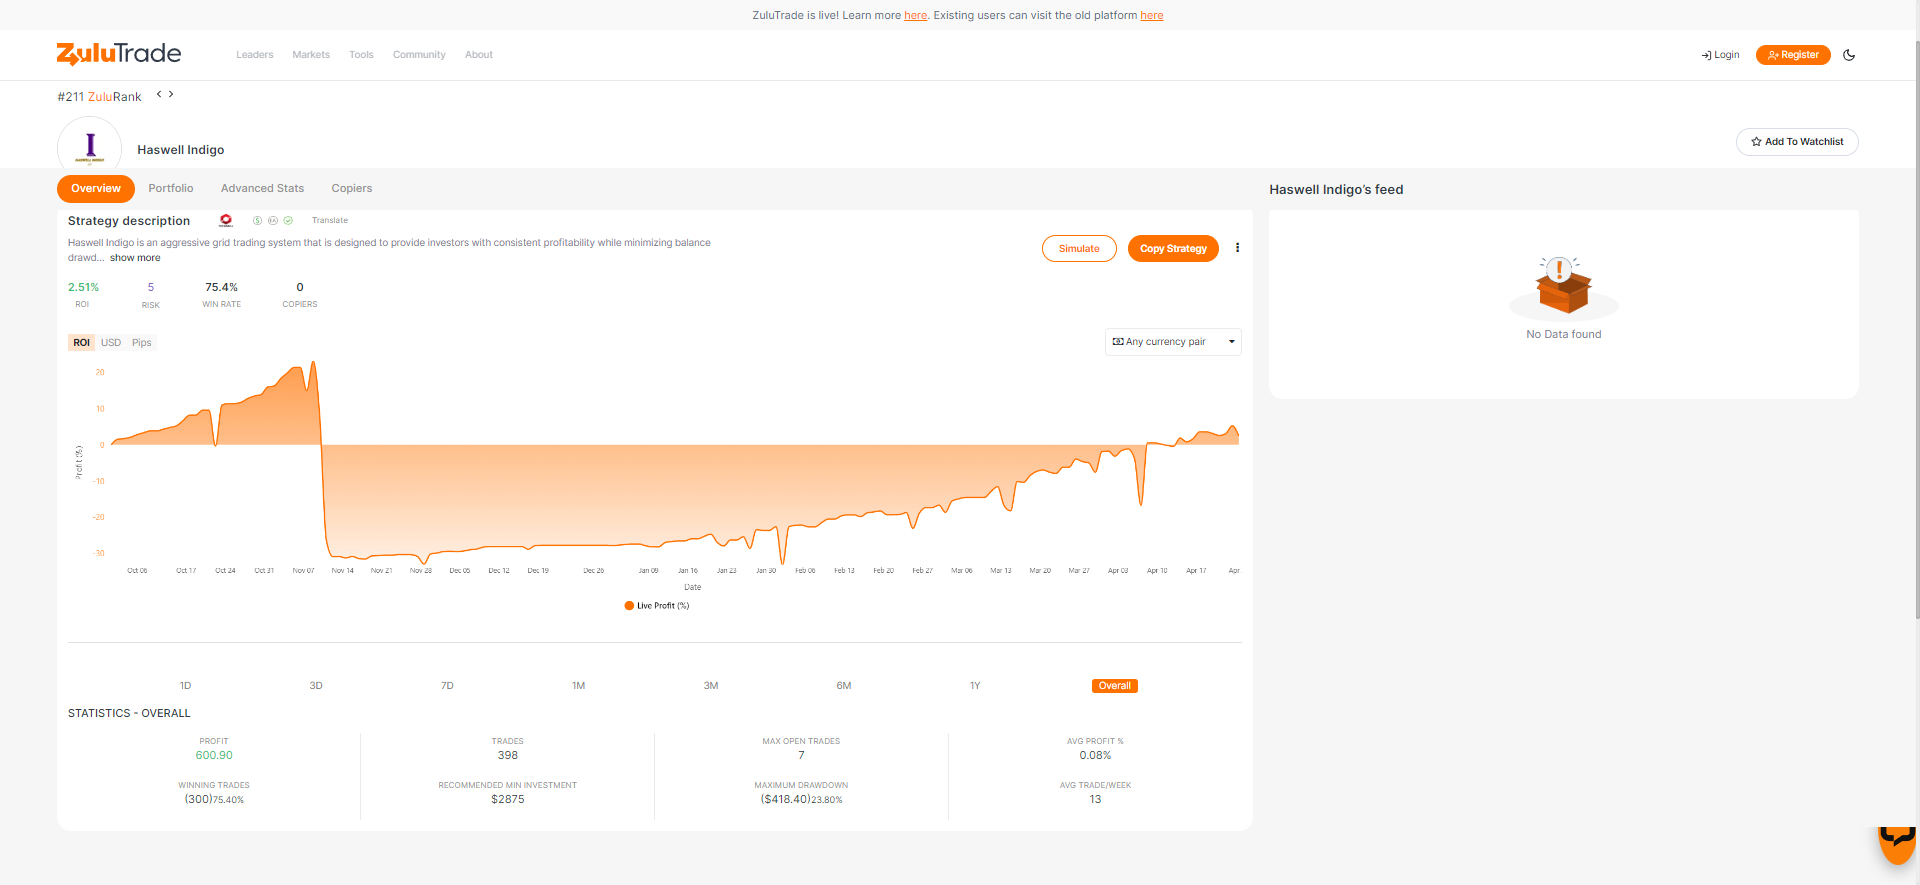 ZuluTrade is live! Learn more here. Existing users can visit the old platform here
ZuluTrade
Leaders Markets Tools Community About
Login Register
#211 ZuluRank < >
I
Haswell Indigo
Add To Watchlist
Overview Portfolio Advanced Stats Copiers
Haswell Indigo's feed
Strategy description Translate
Haswell Indigo is an aggressive grid trading system that is designed to provide investors with consistent profitability while minimizing balance
drawd... show more
Simulate Copy Strategy
2.51% 5 75.4% 0
ROI RISK WIN RATE COPIERS
No Data found
ROI USD Pips
Any currency pair
20
10
0
-10
-20
-30
Profit (%)
Oct 06 Oct 17 Oct 24 Oct 31 Nov 07 Nov 14 Nov 21 Nov 28 Dec 05 Dec 12 Dec 19 Dec 26 Jan 09 Jan 16 Jan 23 Jan 30 Feb 06 Feb 13 Feb 20 Feb 27 Mar 06 Mar 13 Mar 20 Mar 27 Apr 03 Apr 10 Apr 17 Apr
Date
Live Profit (%)
1D 3D 7D 1M 3M 6M 1Y Overall
STATISTICS - OVERALL
PROFIT TRADES MAX OPEN TRADES AVG PROFIT %
600.90 398 7 0.08%
WINNING TRADES RECOMMENDED MIN INVESTMENT MAXIMUM DRAWDOWN AVG TRADE/WEEK
(300)75.40% $2875 ($418.40)23.80% 13